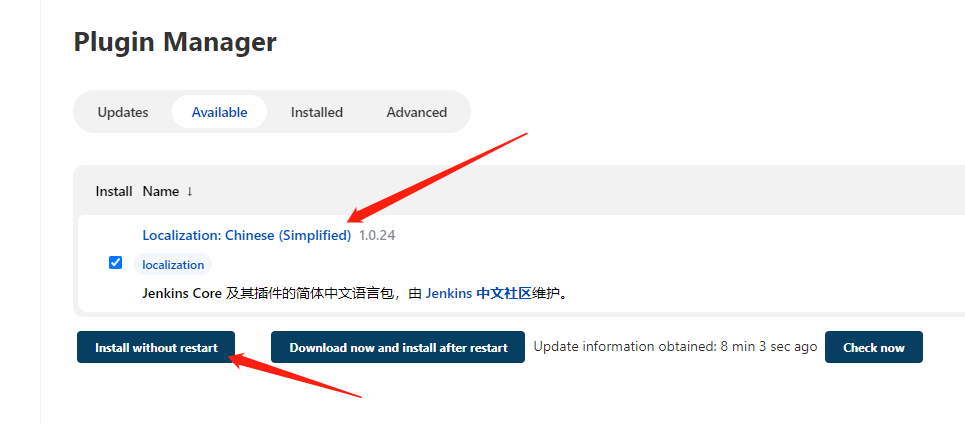 Plugin Manager
Updates Available Installed Advanced
Install Name ↓
Localization: Chinese (Simplified) 1.0.24
localization
Jenkins Core 及其插件的简体中文语言包，由 Jenkins 中文社区维护。
Install without restart Download now and install after restart Update information obtained: 8 min 3 sec ago Check now